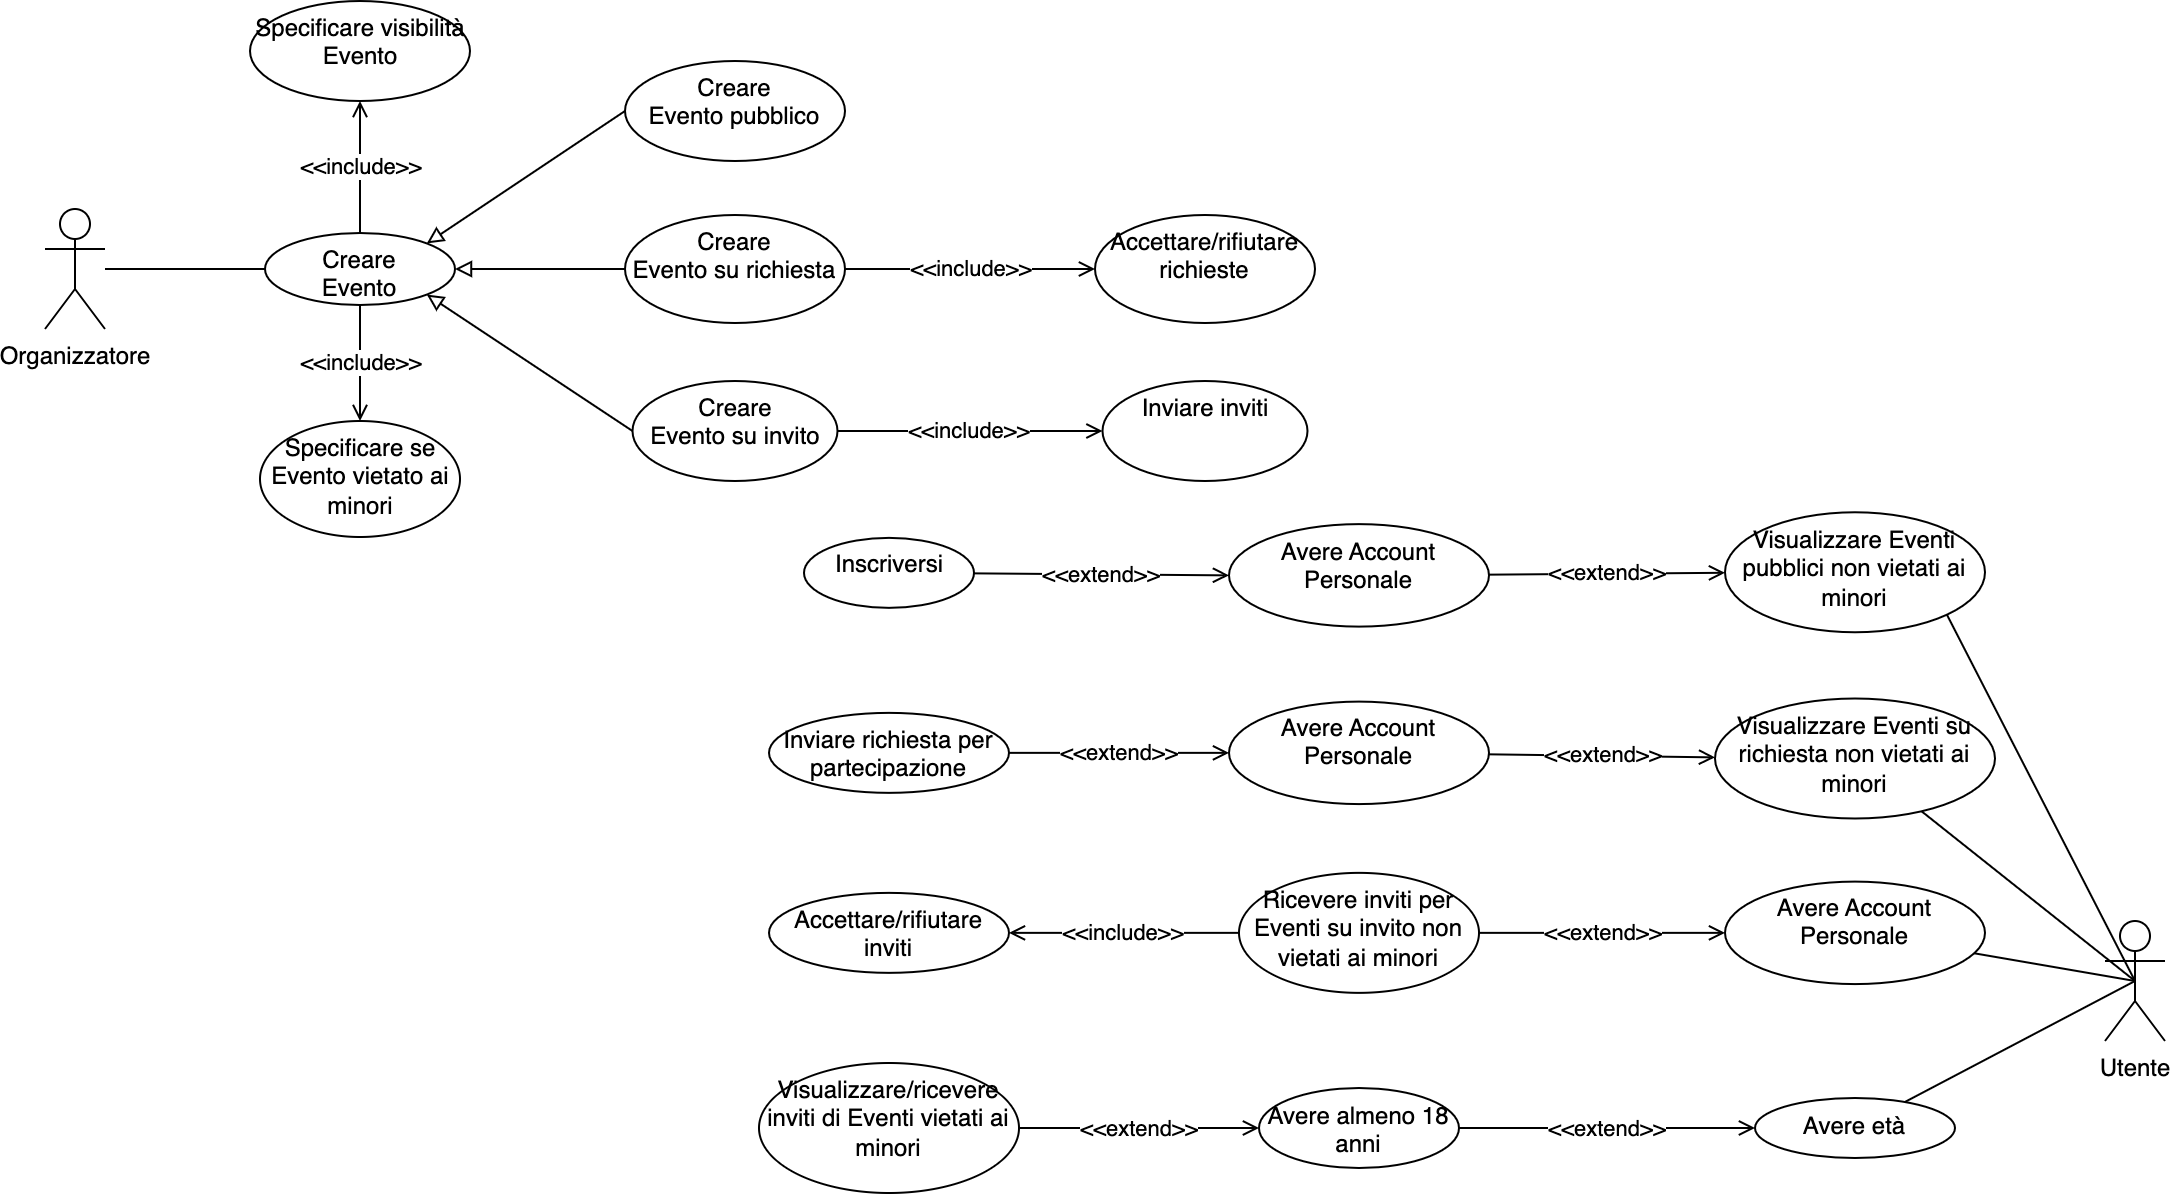 Specificare visibilità
Evento
<<include>>
Creare
Evento pubblico
Organizzatore
Creare
Evento
Creare
Evento su richiesta
<<include>>
Accettare/rifiutare
richieste
<<include>>
Specificare se
Evento vietato ai
minori
Creare
Evento su invito
<<include>>
Inviare inviti
Inscriversi
<<extend>>
Avere Account
Personale
<<extend>>
Visualizzare Eventi
pubblici non vietati ai
minori
Inviare richiesta per
partecipazione
<<extend>>
Avere Account
Personale
<<extend>>
Visualizzare Eventi su
richiesta non vietati ai
minori
Accettare/rifiutare
inviti
<<include>>
Ricevere inviti per
Eventi su invito non
vietati ai minori
<<extend>>
Avere Account
Personale
Utente
Visualizzare/ricevere
inviti di Eventi vietati ai
minori
<<extend>>
Avere almeno 18
anni
<<extend>>
Avere età